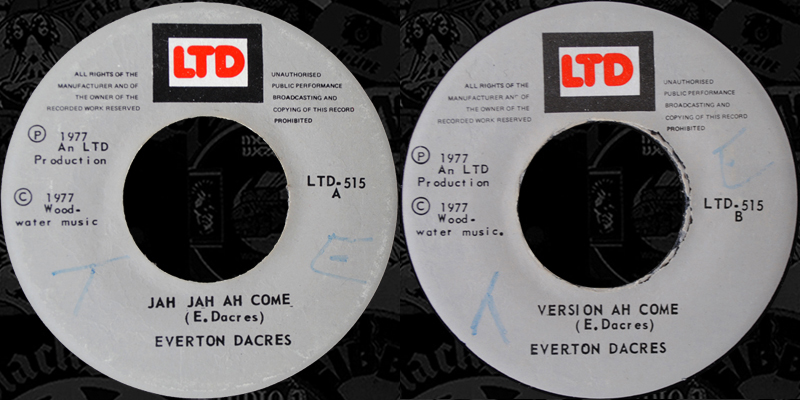 LTD
ALL RIGHTS OF THE
MANUFACTURER AND OF
THE OWNER OF THE
RECORDED WORK RESERVED
UNAUTHORISED
PUBLIC PERFORMANCE
BROADCASTING AND
COPYING OF THIS RECORD
PROHIBITED
Ⓟ 1977
An LTD
Production
© 1977
Wood-
water music
LTD-515
A
T
E
JAH JAH AH COME
(E. Dacres)
EVERTON DACRES
LTD
ALL RIGHTS OF THE
MANUFACTURER AND OF
THE OWNER OF THE
RECORDED WORK RESERVED
UNAUTHORISED
PUBLIC PERFORMANCE
BROADCASTING AND
COPYING OF THIS RECORD
PROHIBITED
Ⓟ 1977
An LTD
Production
© 1977
Wood-
water music.
LTD-515
B
E
VERSION AH COME
(E. Dacres)
EVERTON DACRES